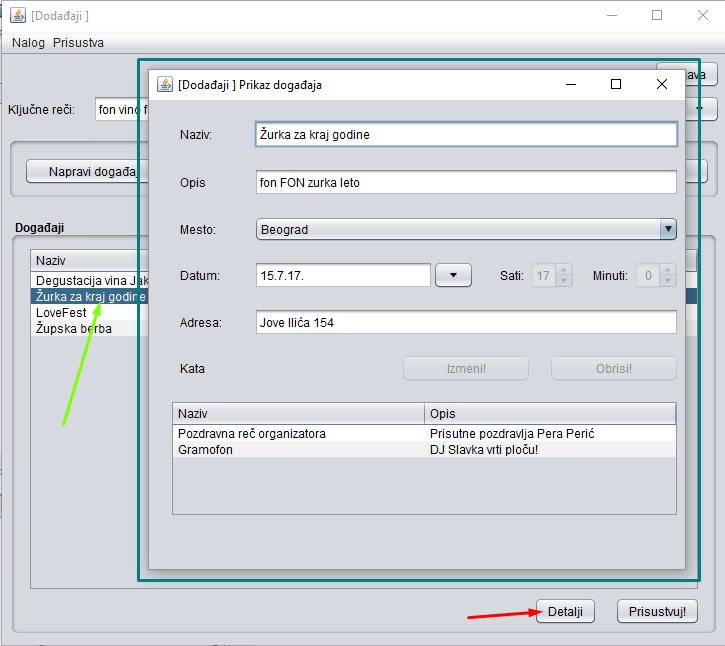 [Dodađaji ]
Nalog Prisustva
Ključne reči:
fon vino f
Napravi događaj
Događaji
Naziv
Degustacija vina Jak
Žurka za kraj godine
LoveFest
Župska berba
[Dodađaji ] Prikaz događaja
Naziv: Žurka za kraj godine
Opis fon FON zurka leto
Mesto: Beograd
Datum: 15.7.17. Sati: 17 Minuti: 0
Adresa: Jove Ilića 154
Kata Izmeni! Obrisi!
Naziv Opis
Pozdravna reč organizatora Prisutne pozdravlja Pera Perić
Gramofon DJ Slavka vrti ploču!
Detalji Prisustvuj!